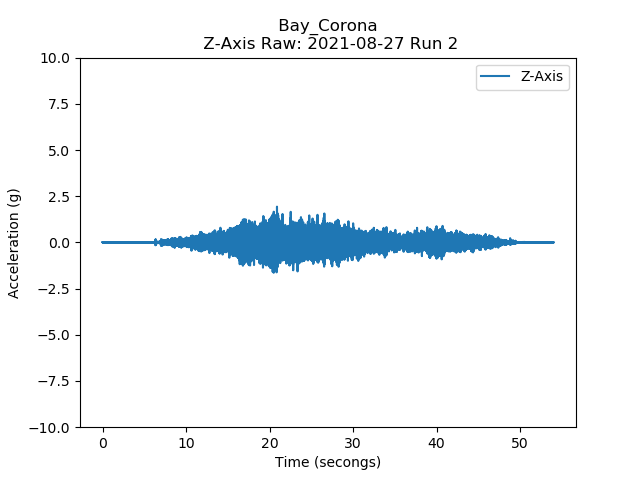 Bay_Corona
Z-Axis Raw: 2021-08-27 Run 2
Z-Axis
10.0
7.5
5.0
2.5
0.0
−2.5
−5.0
−7.5
−10.0
Acceleration (g)
0 10 20 30 40 50
Time (secongs)